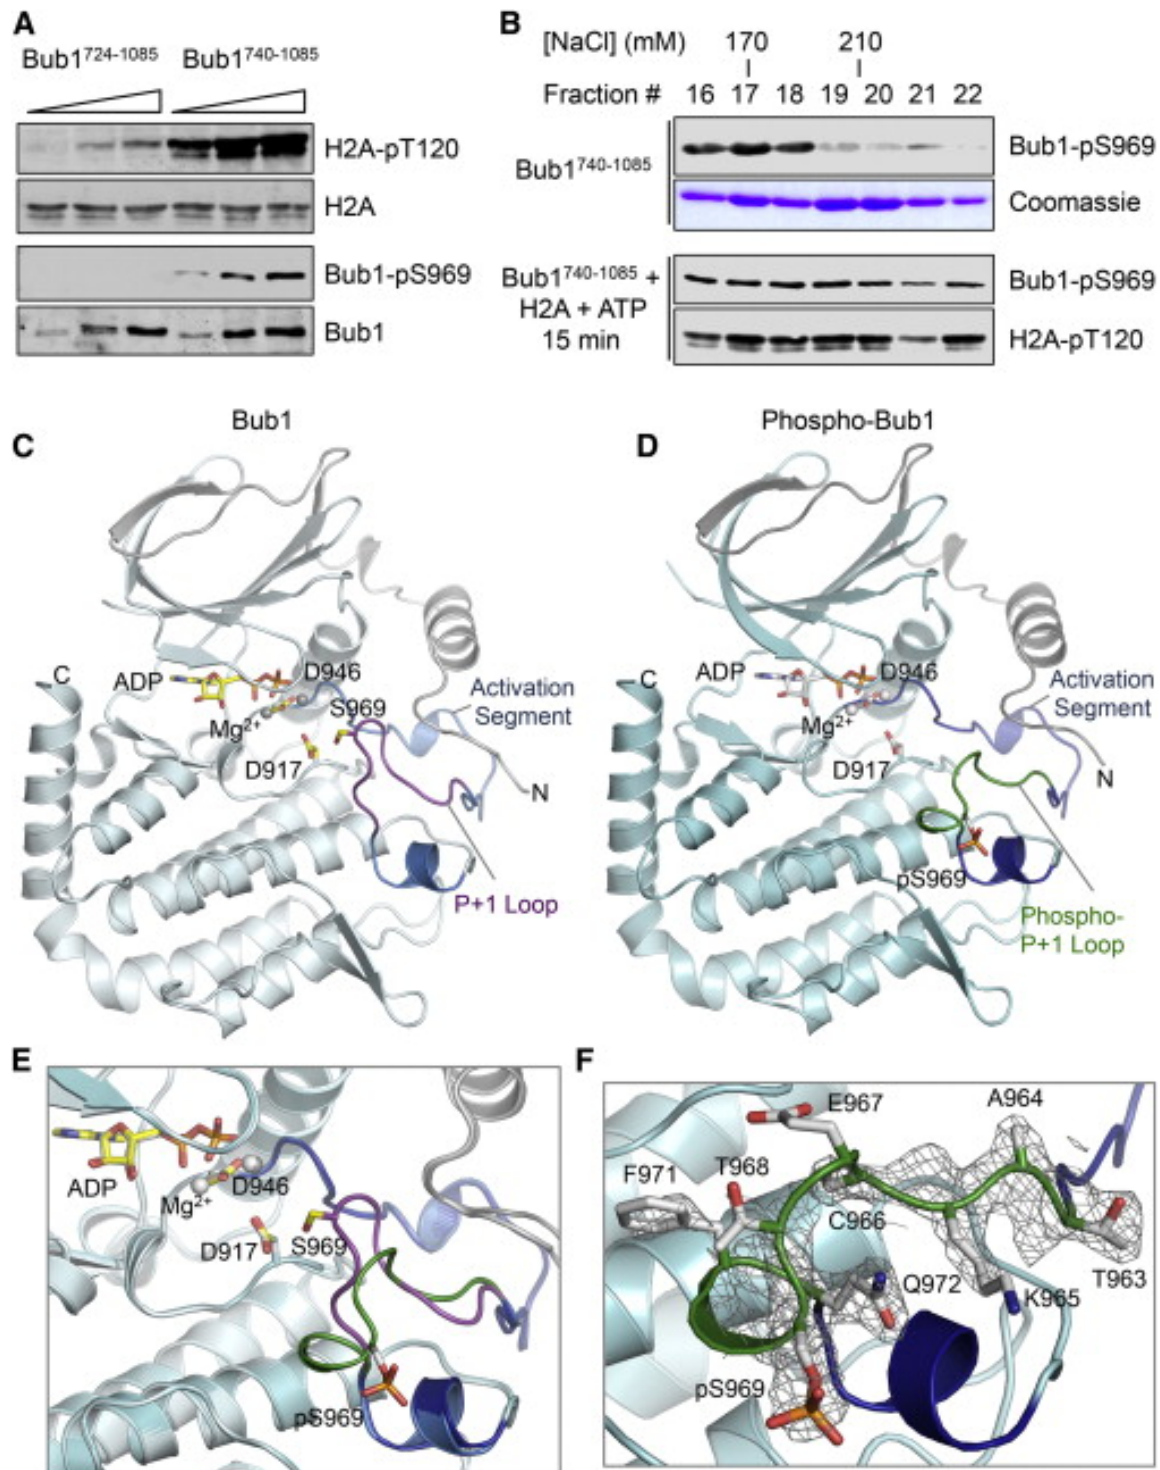 A
Bub1724-1085 Bub1740-1085
H2A-pT120
H2A
Bub1-pS969
Bub1
B
[NaCl] (mM) 170 210
Fraction # 16 17 18 19 20 21 22
Bub1740-1085
Bub1-pS969
Coomassie
Bub1740-1085 +
H2A + ATP
15 min
Bub1-pS969
H2A-pT120
C
Bub1
C
ADP
D946
Mg2+
S969
Activation
Segment
D917
N
P+1 Loop
D
Phospho-Bub1
C
ADP
D946
Mg2+
Activation
Segment
D917
N
pS969
Phospho-
P+1 Loop
E
ADP
Mg2+
D946
D917
S969
pS969
F
E967
A964
F971
T968
C966
Q972
K965
T963
pS969